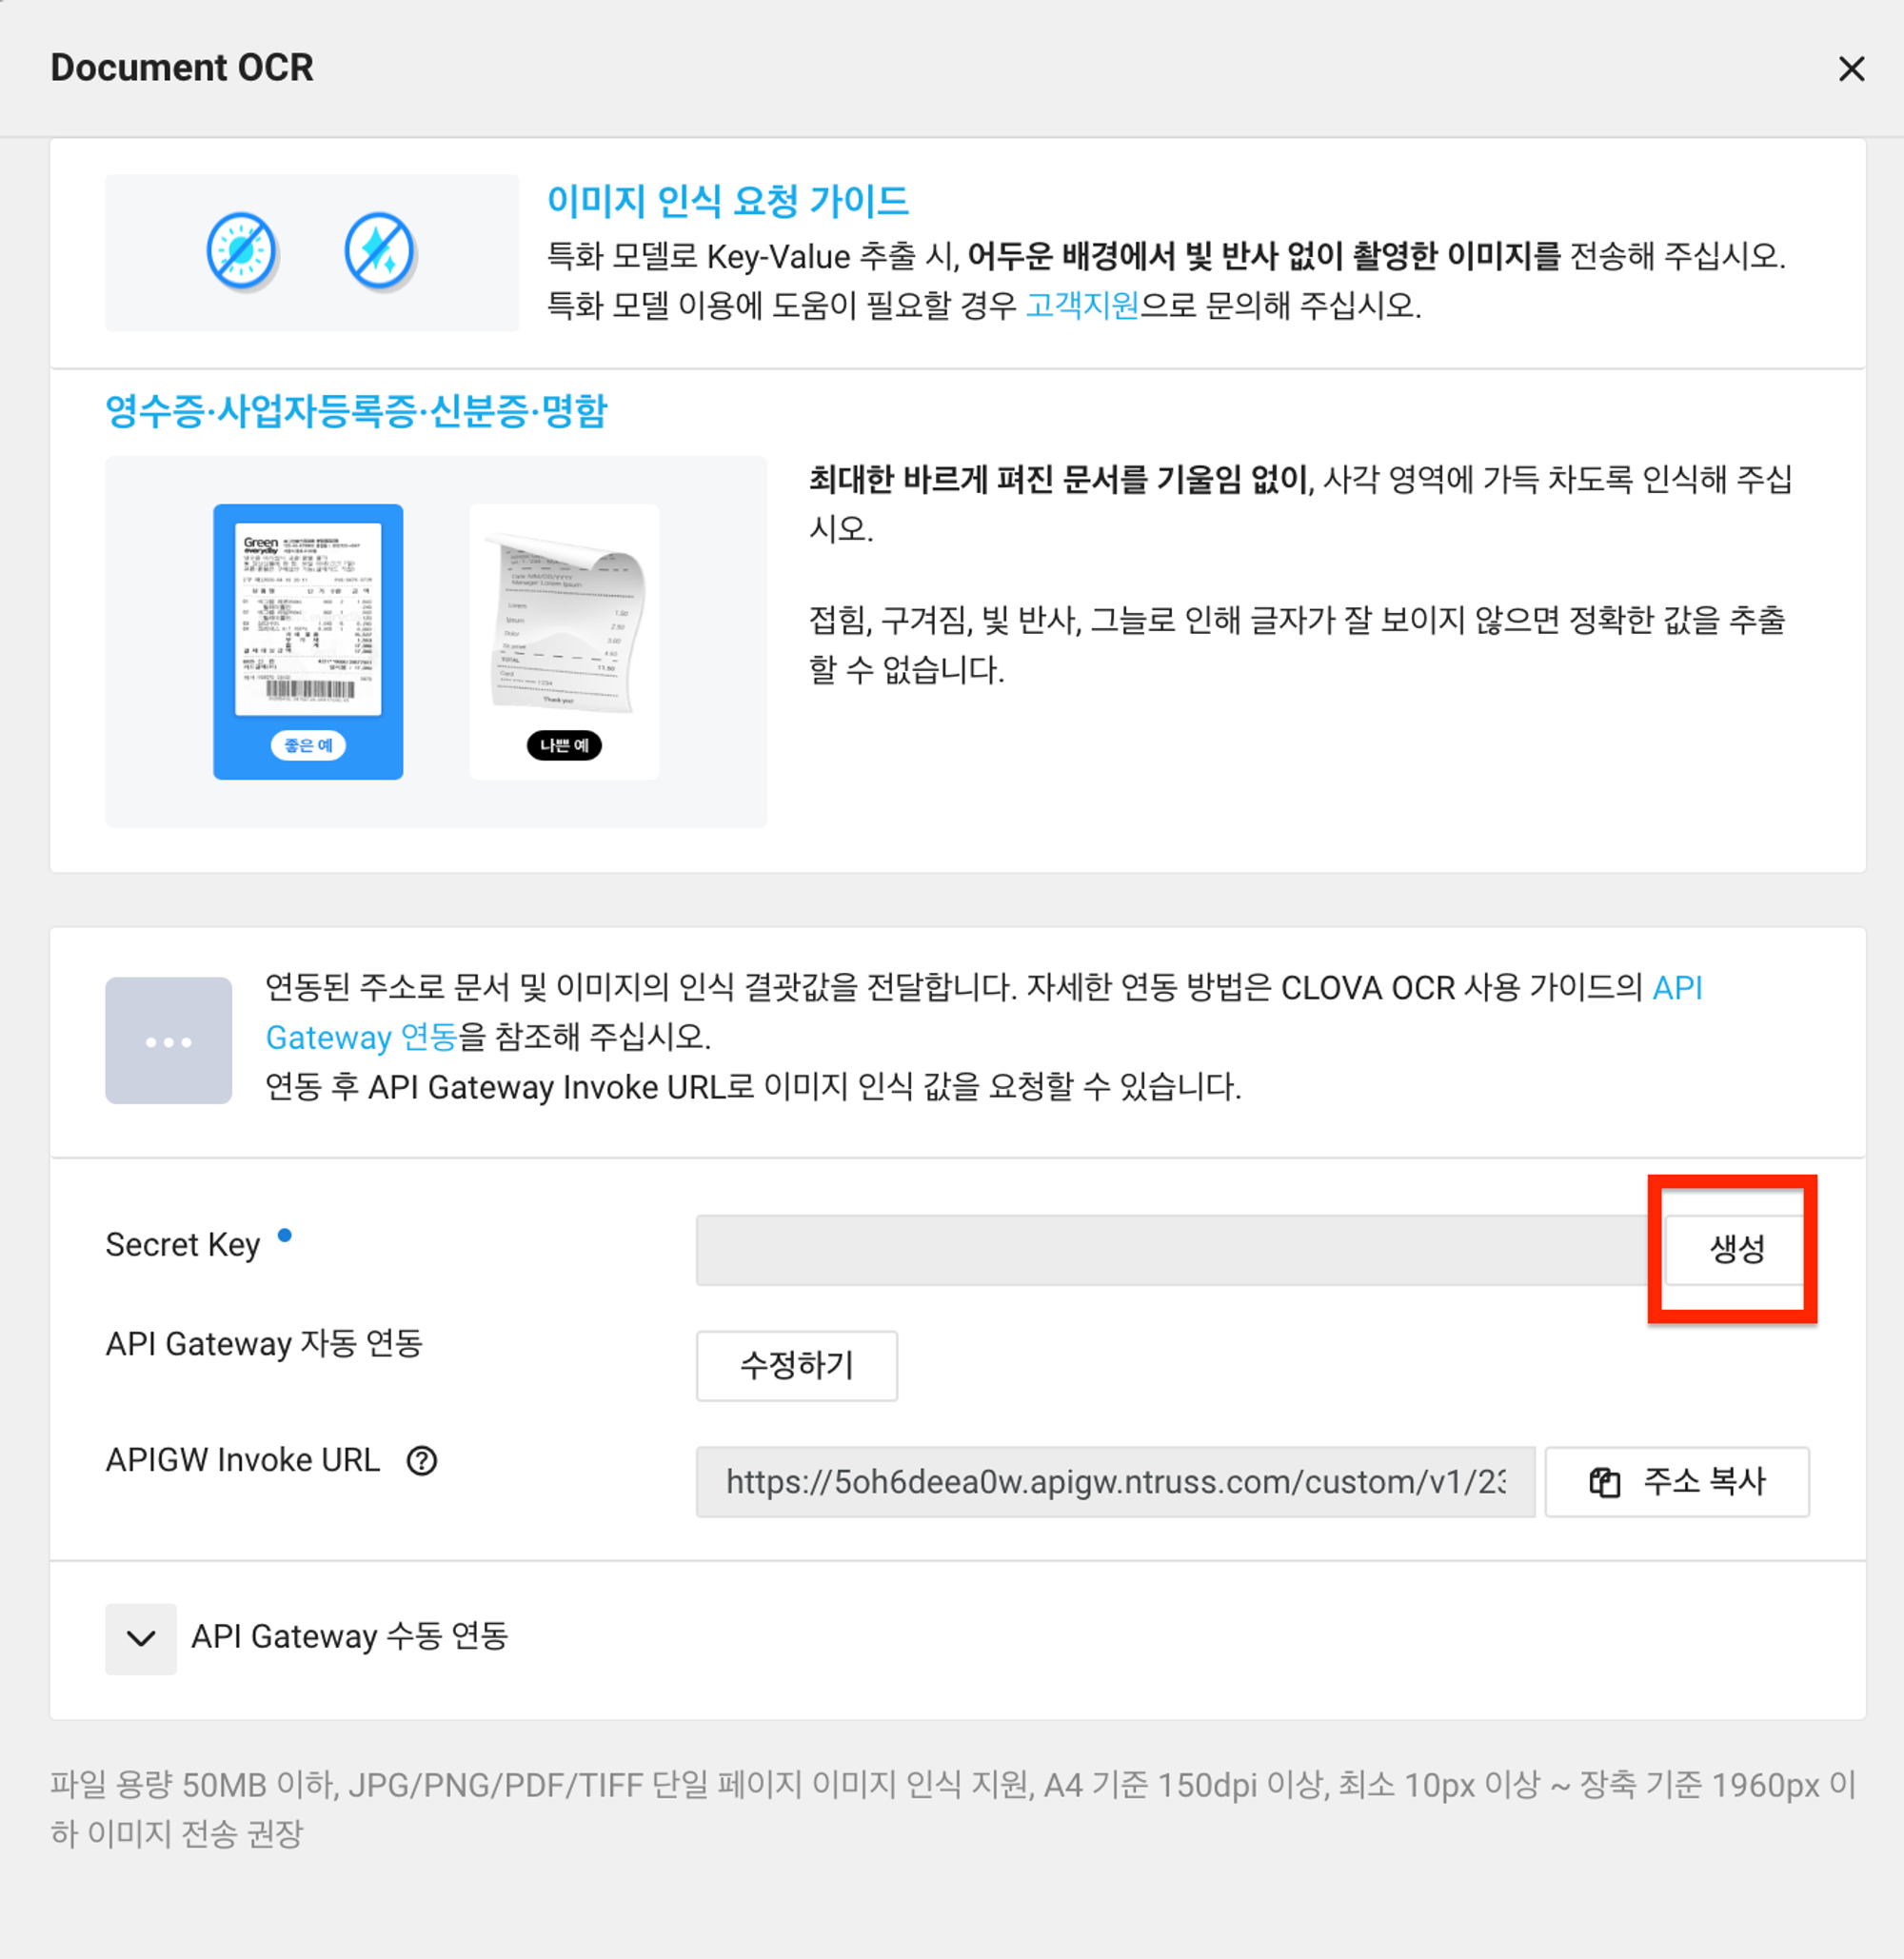 Document OCR
이미지 인식 요청 가이드
특화 모델로 Key-Value 추출 시, 어두운 배경에서 빛 반사 없이 촬영한 이미지를 전송해 주십시오.
특화 모델 이용에 도움이 필요할 경우 고객지원으로 문의해 주십시오.
영수증·사업자등록증·신분증·명함
Green
everyday
Manager Lorem Ipsum
Lorem
Ipsum
Dolor
TOTAL
Card
Thank you!
좋은 예
나쁜 예
최대한 바르게 펴진 문서를 기울임 없이, 사각 영역에 가득 차도록 인식해 주십
시오.
접힘, 구겨짐, 빛 반사, 그늘로 인해 글자가 잘 보이지 않으면 정확한 값을 추출
할 수 없습니다.
연동된 주소로 문서 및 이미지의 인식 결괏값을 전달합니다. 자세한 연동 방법은 CLOVA OCR 사용 가이드의 API
Gateway 연동을 참조해 주십시오.
연동 후 API Gateway Invoke URL로 이미지 인식 값을 요청할 수 있습니다.
Secret Key
생성
API Gateway 자동 연동
수정하기
APIGW Invoke URL
https://5oh6deea0w.apigw.ntruss.com/custom/v1/23
주소 복사
API Gateway 수동 연동
파일 용량 50MB 이하, JPG/PNG/PDF/TIFF 단일 페이지 이미지 인식 지원, A4 기준 150dpi 이상, 최소 10px 이상 ~ 장축 기준 1960px 이
하 이미지 전송 권장